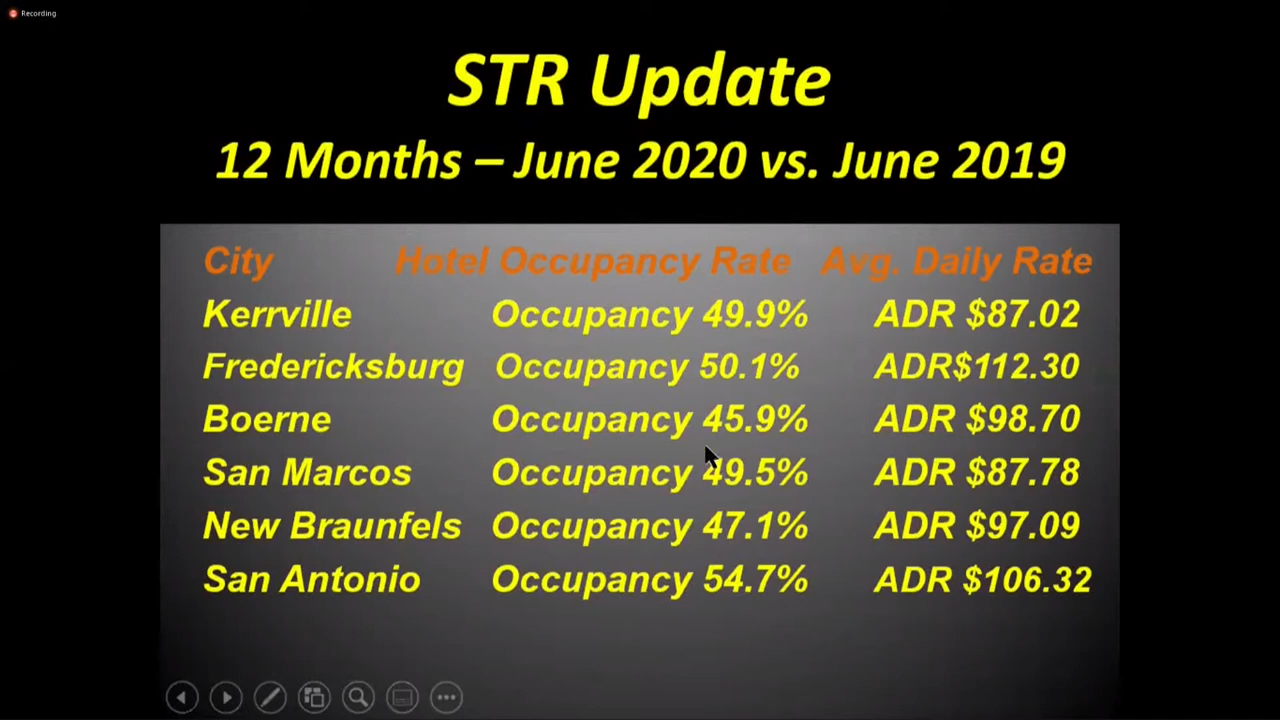 Recording
STR Update
12 Months – June 2020 vs. June 2019
City Hotel Occupancy Rate Avg. Daily Rate
Kerrville Occupancy 49.9% ADR $87.02
Fredericksburg Occupancy 50.1% ADR$112.30
Boerne Occupancy 45.9% ADR $98.70
San Marcos Occupancy 49.5% ADR $87.78
New Braunfels Occupancy 47.1% ADR $97.09
San Antonio Occupancy 54.7% ADR $106.32